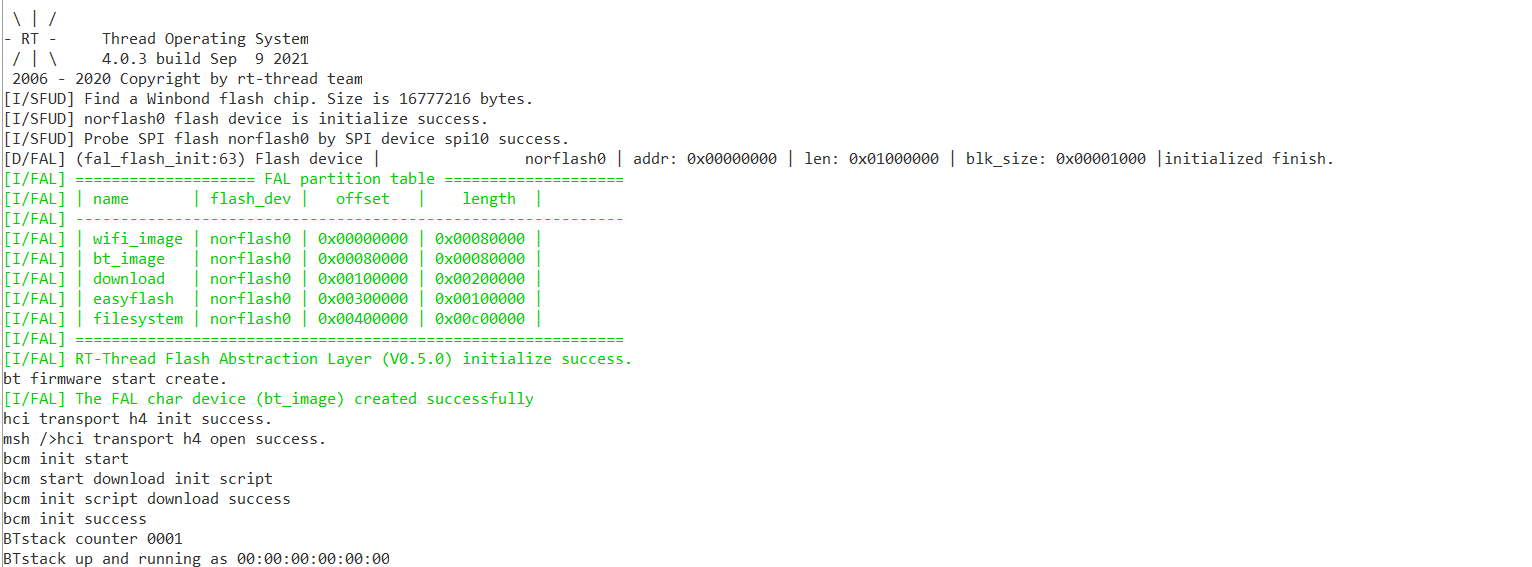 \ | /
- RT -     Thread Operating System
 / | \     4.0.3 build Sep  9 2021
 2006 - 2020 Copyright by rt-thread team
[I/SFUD] Find a Winbond flash chip. Size is 16777216 bytes.
[I/SFUD] norflash0 flash device is initialize success.
[I/SFUD] Probe SPI flash norflash0 by SPI device spi10 success.
[D/FAL] (fal_flash_init:63) Flash device |                norflash0 | addr: 0x00000000 | len: 0x01000000 | blk_size: 0x00001000 |initialized finish.
[I/FAL] ==================== FAL partition table ====================
[I/FAL] | name       | flash_dev |   offset   |    length  |
[I/FAL] -------------------------------------------------------------
[I/FAL] | wifi_image | norflash0 | 0x00000000 | 0x00080000 |
[I/FAL] | bt_image   | norflash0 | 0x00080000 | 0x00080000 |
[I/FAL] | download   | norflash0 | 0x00100000 | 0x00200000 |
[I/FAL] | easyflash  | norflash0 | 0x00300000 | 0x00100000 |
[I/FAL] | filesystem | norflash0 | 0x00400000 | 0x00c00000 |
[I/FAL] =============================================================
[I/FAL] RT-Thread Flash Abstraction Layer (V0.5.0) initialize success.
bt firmware start create.
[I/FAL] The FAL char device (bt_image) created successfully
hci transport h4 init success.
msh />hci transport h4 open success.
bcm init start
bcm start download init script
bcm init script download success
bcm init success
BTstack counter 0001
BTstack up and running as 00:00:00:00:00:00